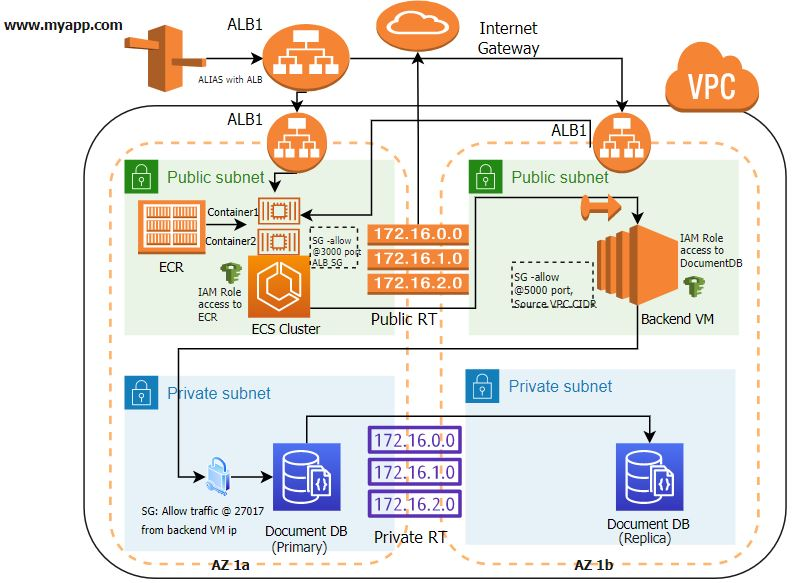 www.myapp.com
ALB1
Internet
Gateway
ALIAS with ALB
VPC
ALB1
ALB1
Public subnet
Public subnet
Container1
Container2
ECR
SG -allow
@3000 port
ALB SG
172.16.0.0
172.16.1.0
172.16.2.0
Public RT
IAM Role
access to
ECR
ECS Cluster
SG -allow
@5000 port,
Source VPC CIDR
IAM Role
access to
DocumentDB
Backend VM
Private subnet
Private subnet
172.16.0.0
172.16.1.0
172.16.2.0
Private RT
SG: Allow traffic @ 27017
from backend VM ip
Document DB
(Primary)
Document DB
(Replica)
AZ 1a
AZ 1b